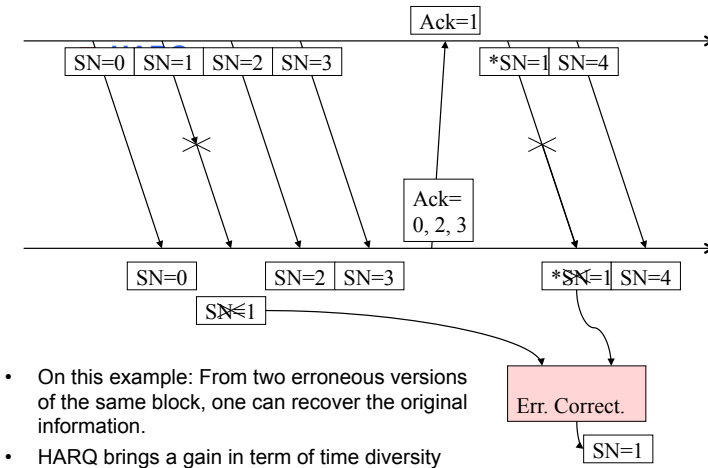 Ack=1
HARQ
SN=0 SN=1 SN=2 SN=3 *SN=1 SN=4
Ack=
0, 2, 3
SN=0 SN=2 SN=3 *SN=1 SN=4
SN=1
• On this example: From two erroneous versions
of the same block, one can recover the original
information.
• HARQ brings a gain in term of time diversity
Err. Correct.
SN=1